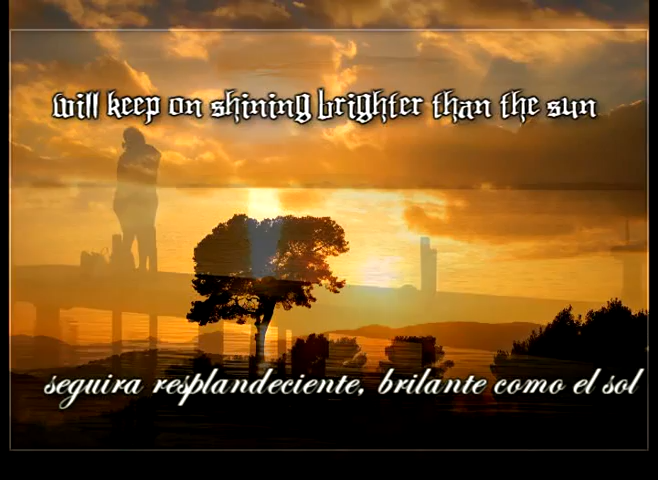 will keep on shining brighter than the sun
seguira resplandeciente, brilante como el sol